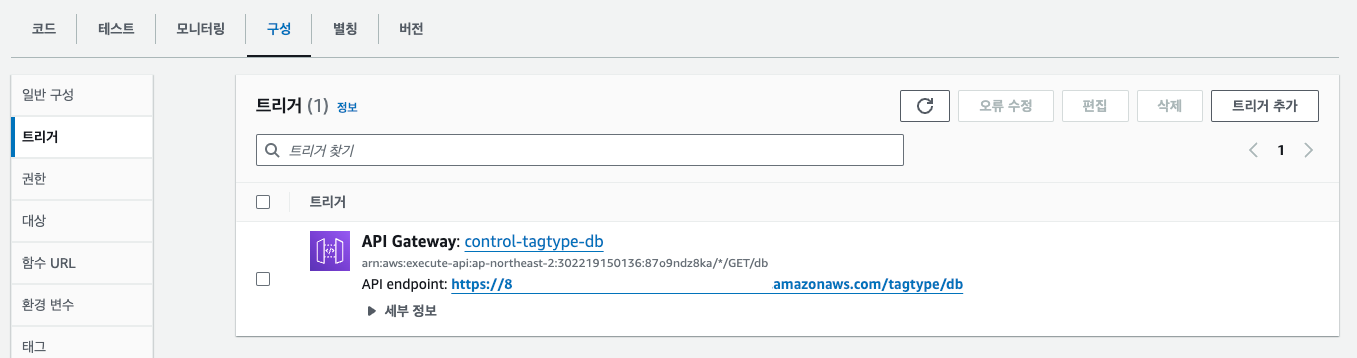 코드 테스트 모니터링 구성 별칭 버전
일반 구성
트리거
권한
대상
함수 URL
환경 변수
태그
트리거 (1) 정보
오류 수정 편집 삭제 트리거 추가
트리거 찾기
1
트리거
API Gateway: control-tagtype-db
arn:aws:execute-api:ap-northeast-2:302219150136:87o9ndz8ka/*/GET/db
API endpoint: https://8 amazonaws.com/tagtype/db
세부 정보